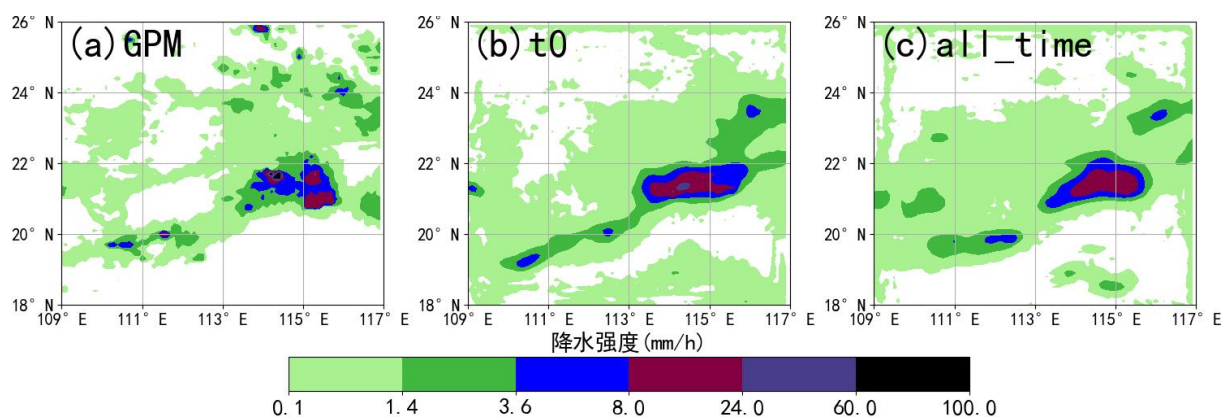 (a)GPM (b)t0 (c)all_time
26° N 26° N 26° N
24° N 24° N 24° N
22° N 22° N 22° N
20° N 20° N 20° N
18° N 18° N 18° N
109° E 111° E 113° E 115° E 117° E 109° E 111° E 113° E 115° E 117° E 109° E 111° E 113° E 115° E 117° E
降水强度(mm/h)
0.1 1.4 3.6 8.0 24.0 60.0 100.0